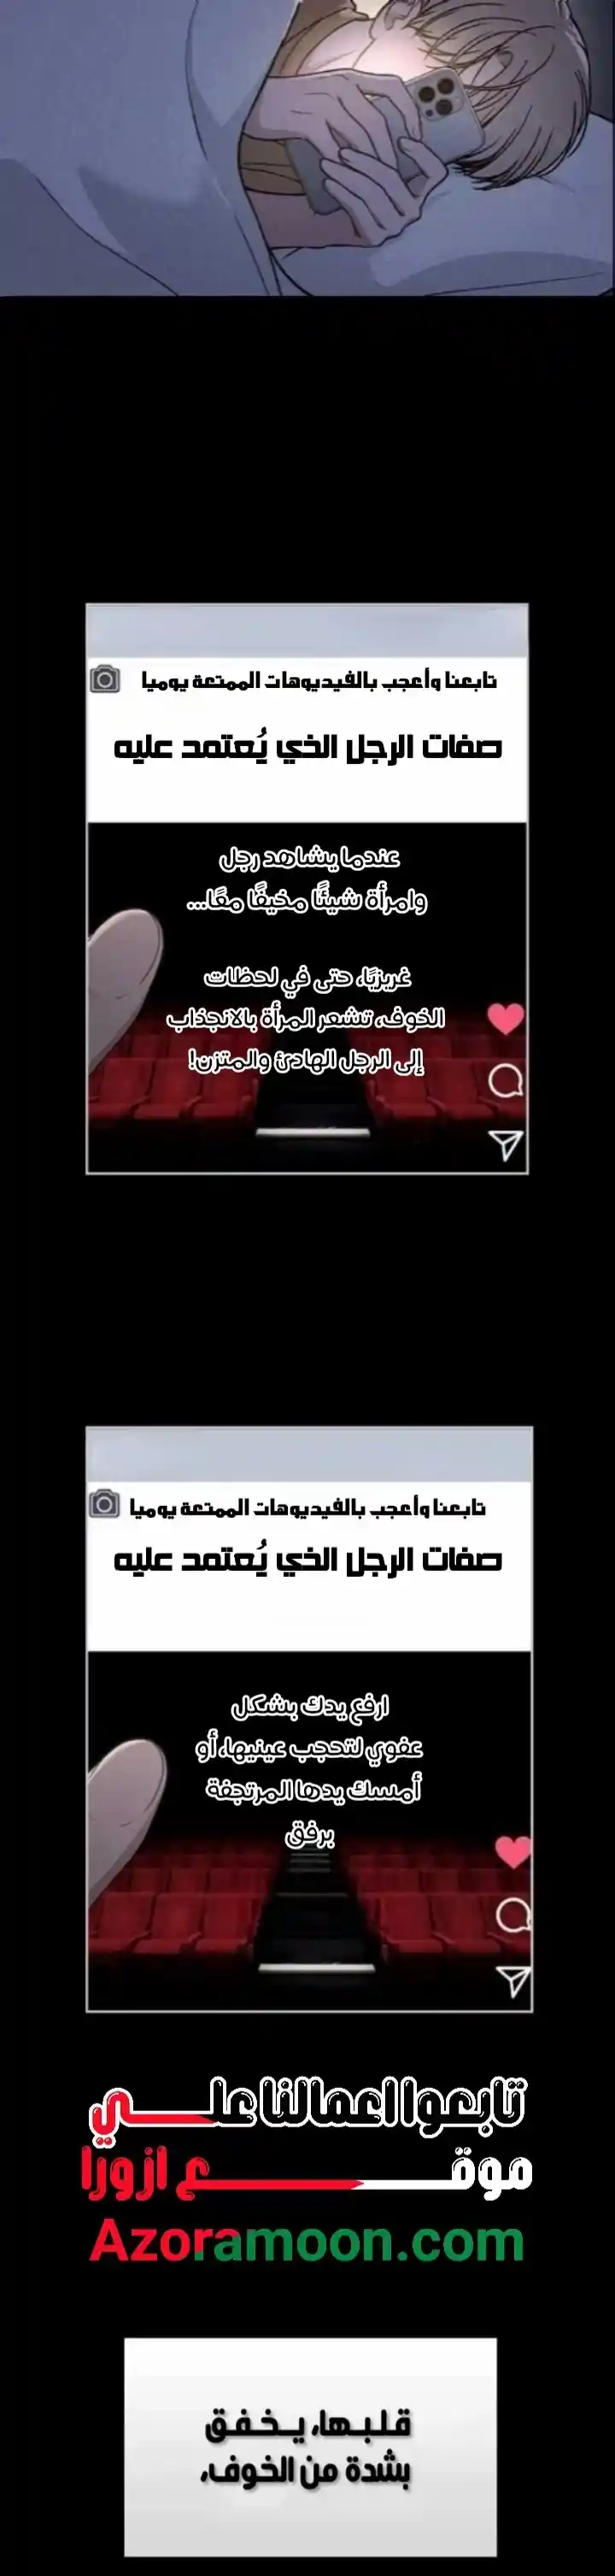 تابعنا وأعجب بالفيديوهات الممتعة يوميا
صفات الرجل الذي يُعتمد عليه
عندما يشاهد رجل
وامرأة شيئًا مخيفًا معًا...
غريزيًا، حتى في لحظات
الخوف، تشعر المرأة بالانجذاب
إلى الرجل الهادئ والمتزن!
تابعنا وأعجب بالفيديوهات الممتعة يوميا
صفات الرجل الذي يُعتمد عليه
ارفع يدك بشكل
عفوي لتحجب عينيها، أو
أمسك يدها المرتجفة
برفق
تابعوا اعمالنا علـــي
موقـــــــع ازورا
Azoramoon.com
قلبها، يخفق
بشدة من الخوف،